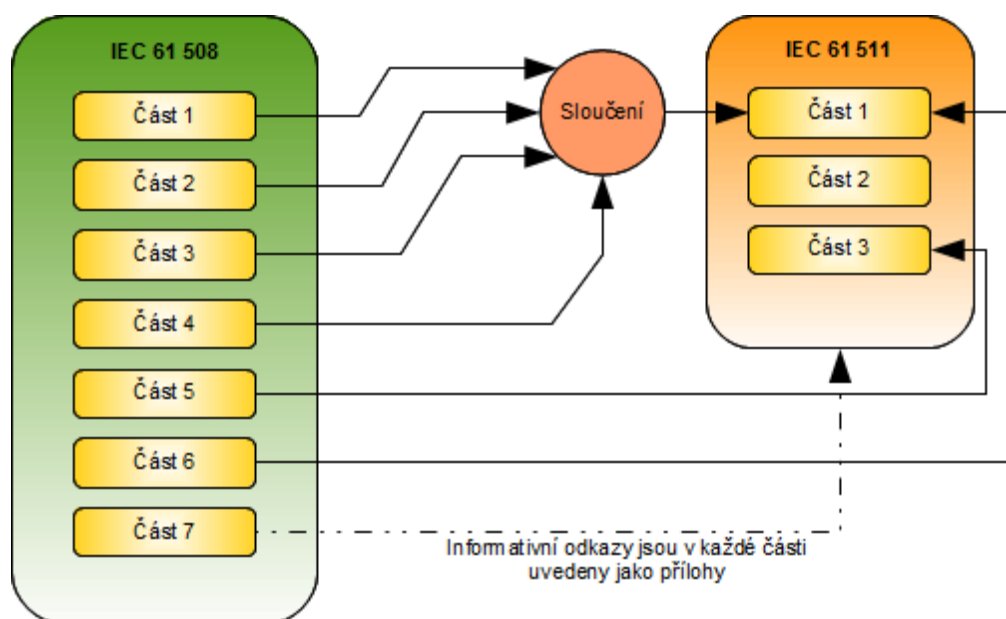 IEC 61 508
Část 1
Část 2
Část 3
Část 4
Část 5
Část 6
Část 7
Sloučení
IEC 61 511
Část 1
Část 2
Část 3
Informativní odkazy jsou v každé části
uvedeny jako přílohy